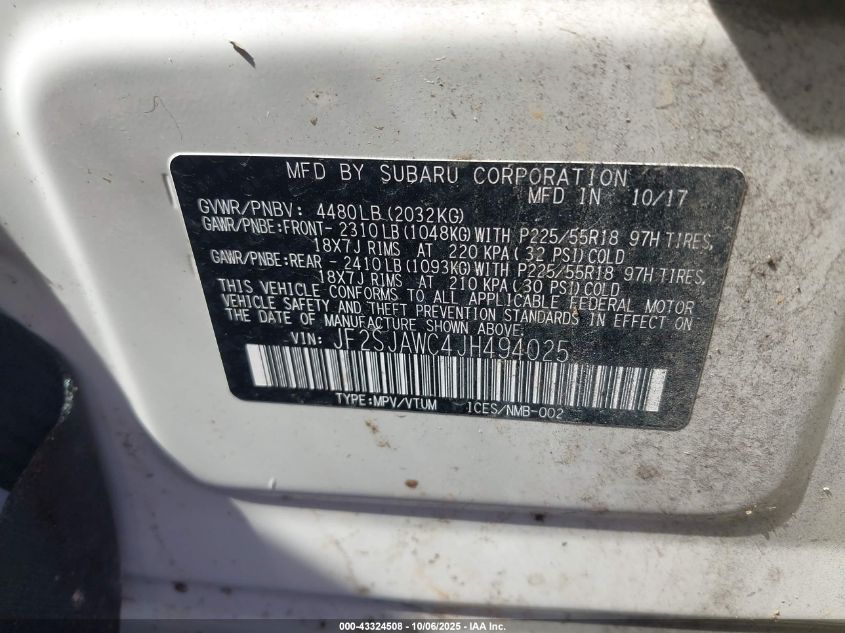 MFD BY SUBARU CORPORATION
MFD IN 10/17
GVWR/PNBV: 4480LB(2032KG)
GAWR/PNBE:FRONT- 2310LB(1048KG)WITH P225/55R18 97H TIRES,
18X7J RIMS AT 220 KPA(32 PSI)COLD
GAWR/PNBE:REAR - 2410LB(1093KG)WITH P225/55R18 97H TIRES,
18X7J RIMS AT 210 KPA(30 PSI)COLD.
THIS VEHICLE CONFORMS TO ALL APPLICABLE FEDERAL MOTOR
VEHICLE SAFETY AND THEFT PREVENTION STANDARDS IN EFFECT ON
THE DATE OF MANUFACTURE SHOWN ABOVE.
VIN: JF2SJAWC4JH494025
TYPE:MPV/VTUM ICES/NMB-002
000-43324508 - 10/06/2025 - IAA Inc.